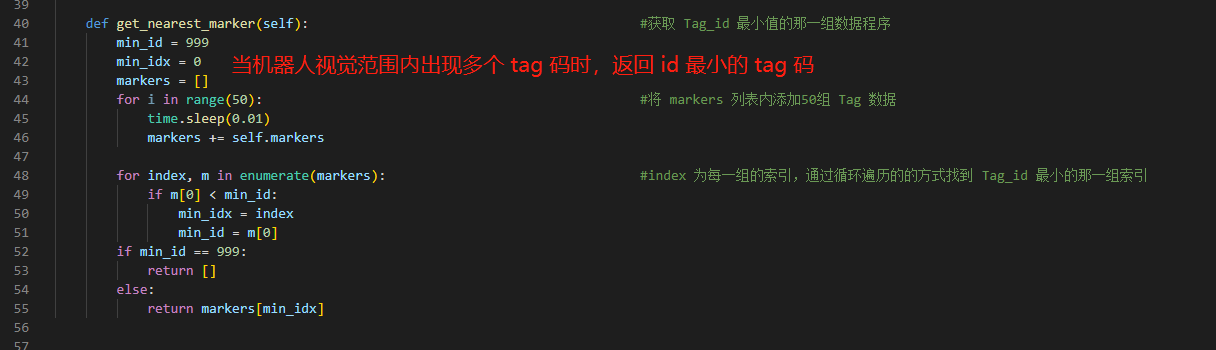 39
40 def get_nearest_marker(self): #获取 Tag_id 最小值的那一组数据程序
41 min_id = 999
42 min_idx = 0 当机器人视觉范围内出现多个 tag 码时，返回 id 最小的 tag 码
43 markers = []
44 for i in range(50): #将 markers 列表内添加50组 Tag 数据
45 time.sleep(0.01)
46 markers += self.markers
47
48 for index, m in enumerate(markers): #index 为每一组的索引，通过循环遍历的的方式找到 Tag_id 最小的那一组索引
49 if m[0] < min_id:
50 min_idx = index
51 min_id = m[0]
52 if min_id == 999:
53 return []
54 else:
55 return markers[min_idx]
56
57